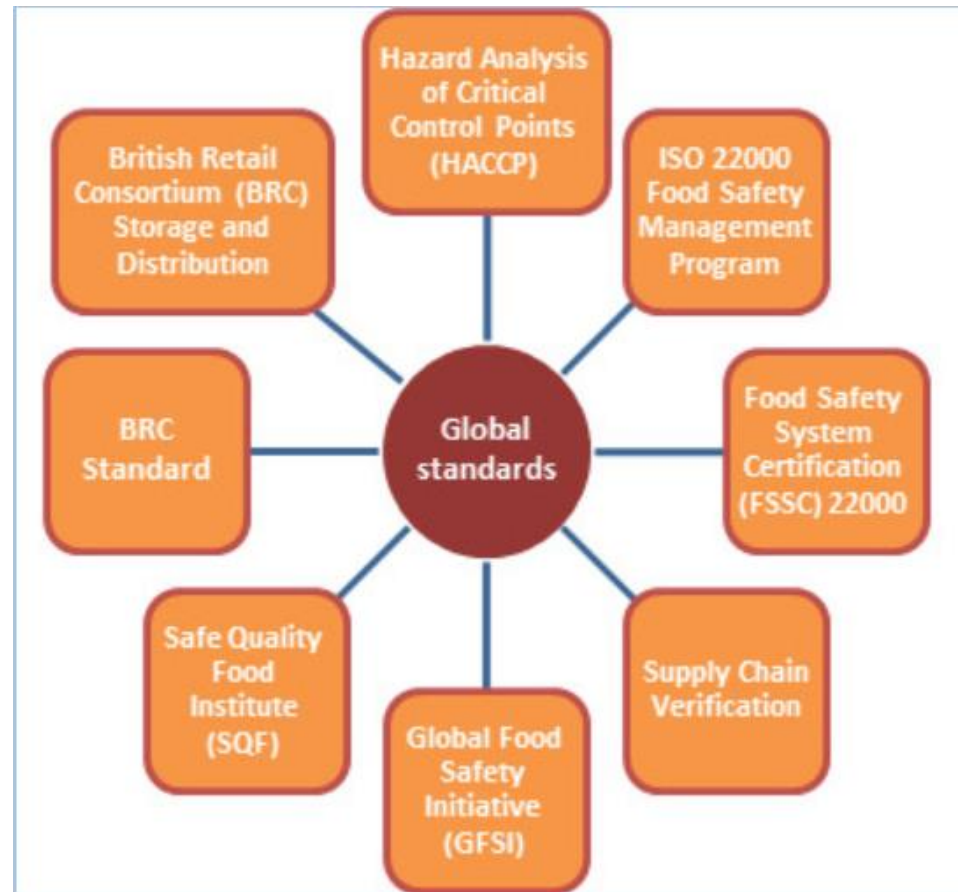 Hazard Analysis
of Critical
Control Points
(HACCP)
ISO 22000
Food Safety
Management
Program
Food Safety
System
Certification
(FSSC) 22000
Supply Chain
Verification
Global Food
Safety
Initiative
(GFSI)
Safe Quality
Food
Institute
(SQF)
BRC
Standard
British Retail
Consortium (BRC)
Storage and
Distribution
Global
standards